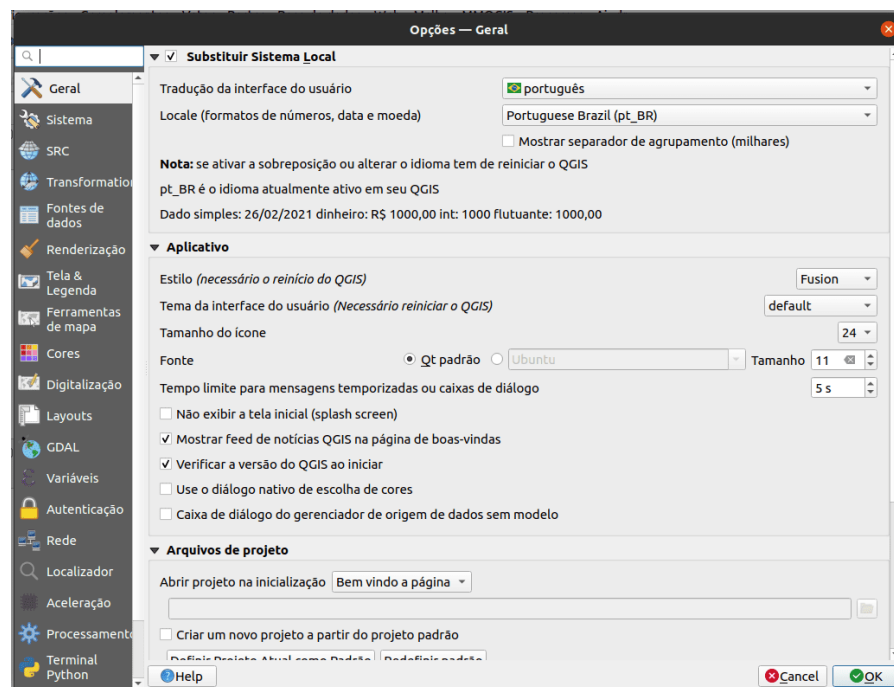 Opções — Geral
Substituir Sistema Local
Geral
Tradução da interface do usuário
português
Sistema
Locale (formatos de números, data e moeda)
Portuguese Brazil (pt_BR)
SRC
Mostrar separador de agrupamento (milhares)
Nota: se ativar a sobreposição ou alterar o idioma tem de reiniciar o QGIS
pt_BR é o idioma atualmente ativo em seu QGIS
Dado simples: 26/02/2021 dinheiro: R$ 1000,00 int: 1000 flutuante: 1000,00
Fontes de
dados
Renderização
Aplicativo
Tela &
Legenda
Estilo (necessário o reinício do QGIS)
Fusion
Tema da interface do usuário (Necessário reiniciar o QGIS)
default
Ferramentas
de mapa
Tamanho do ícone
24
Cores
Fonte
Qt padrão
Ubuntu
Tamanho
11
Digitalização
Tempo limite para mensagens temporizadas ou caixas de diálogo
5 s
Layouts
Não exibir a tela inicial (splash screen)
Mostrar feed de notícias QGIS na página de boas-vindas
GDAL
Verificar a versão do QGIS ao iniciar
Variáveis
Use o diálogo nativo de escolha de cores
Autenticação
Caixa de diálogo do gerenciador de origem de dados sem modelo
Rede
Arquivos de projeto
Localizador
Abrir projeto na inicialização
Bem vindo a página
Aceleração
Processamento
Criar um novo projeto a partir do projeto padrão
Terminal
Python
Definir Projeto Atual como Padrão
Redefinir padrão
Help
Cancel
OK